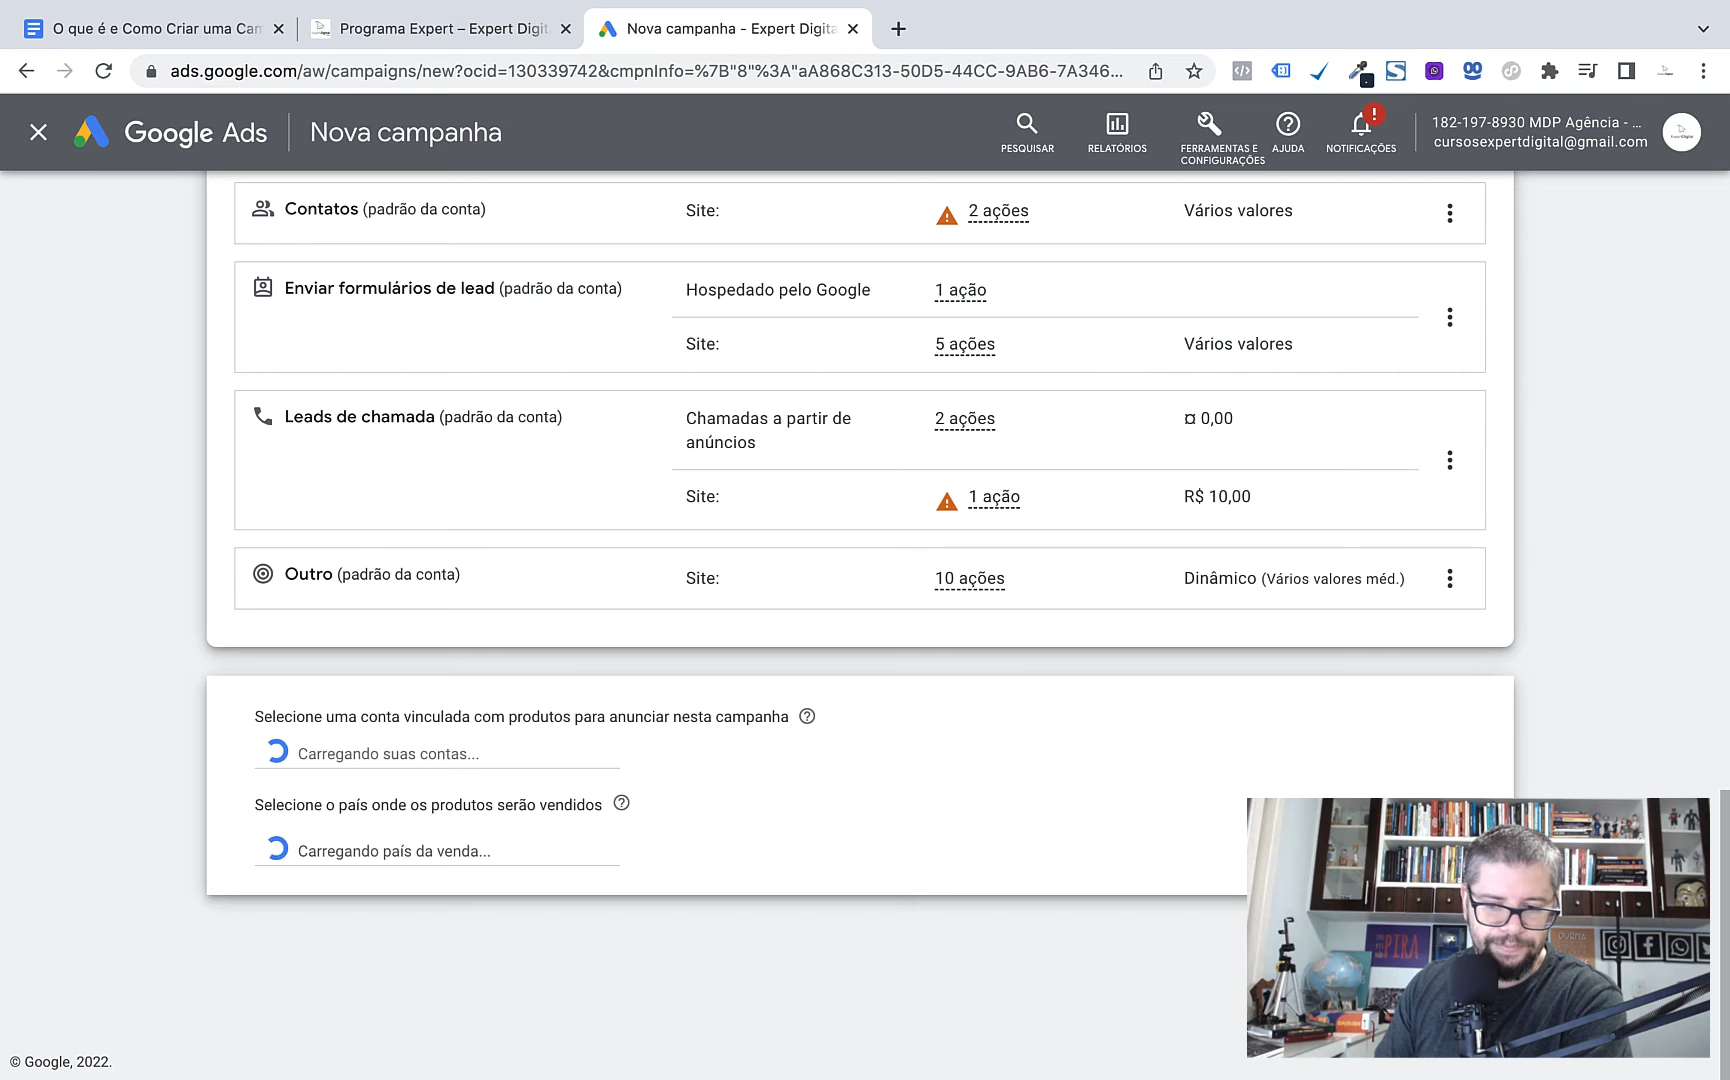 O que é e Como Criar uma Can
Programa Expert – Expert Digit
Nova campanha - Expert Digita
ads.google.com/aw/campaigns/new?ocid=130339742&cmpnInfo=%7B"8"%3A"aA868C313-50D5-44CC-9AB6-7A346...
Google Ads
Nova campanha
PESQUISAR
RELATÓRIOS
FERRAMENTAS E
CONFIGURAÇÕES
AJUDA
NOTIFICAÇÕES
182-197-8930 MDP Agência - ...
cursosexpertdigital@gmail.com
Contatos (padrão da conta)
Site:
2 ações
Vários valores
Enviar formulários de lead (padrão da conta)
Hospedado pelo Google
1 ação
Site:
5 ações
Vários valores
Leads de chamada (padrão da conta)
Chamadas a partir de
anúncios
2 ações
¤ 0,00
Site:
1 ação
R$ 10,00
Outro (padrão da conta)
Site:
10 ações
Dinâmico (Vários valores méd.)
Selecione uma conta vinculada com produtos para anunciar nesta campanha
Carregando suas contas...
Selecione o país onde os produtos serão vendidos
Carregando país da venda...
PIRA
© Google, 2022.